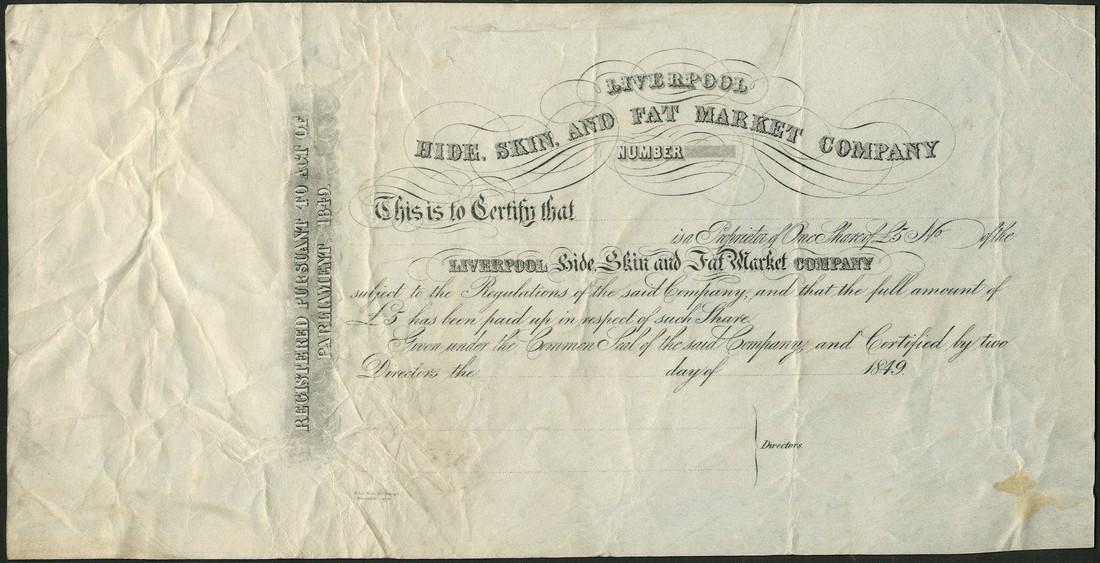 LIVERPOOL
HIDE, SKIN, AND FAT MARKET COMPANY
NUMBER
This is to Certify that
is a Proprietor of One Share of £5 No of the
LIVERPOOL Hide, Skin and Fat Market COMPANY
subject to the Regulations of the said Company, and that the full amount of
£5 has been paid up in respect of such Share.
Given under the Common Seal of the said Company, and Certified by two
Directors the day of 1849.
Directors.
REGISTERED PURSUANT TO ACT OF
PARLIAMENT 1849.